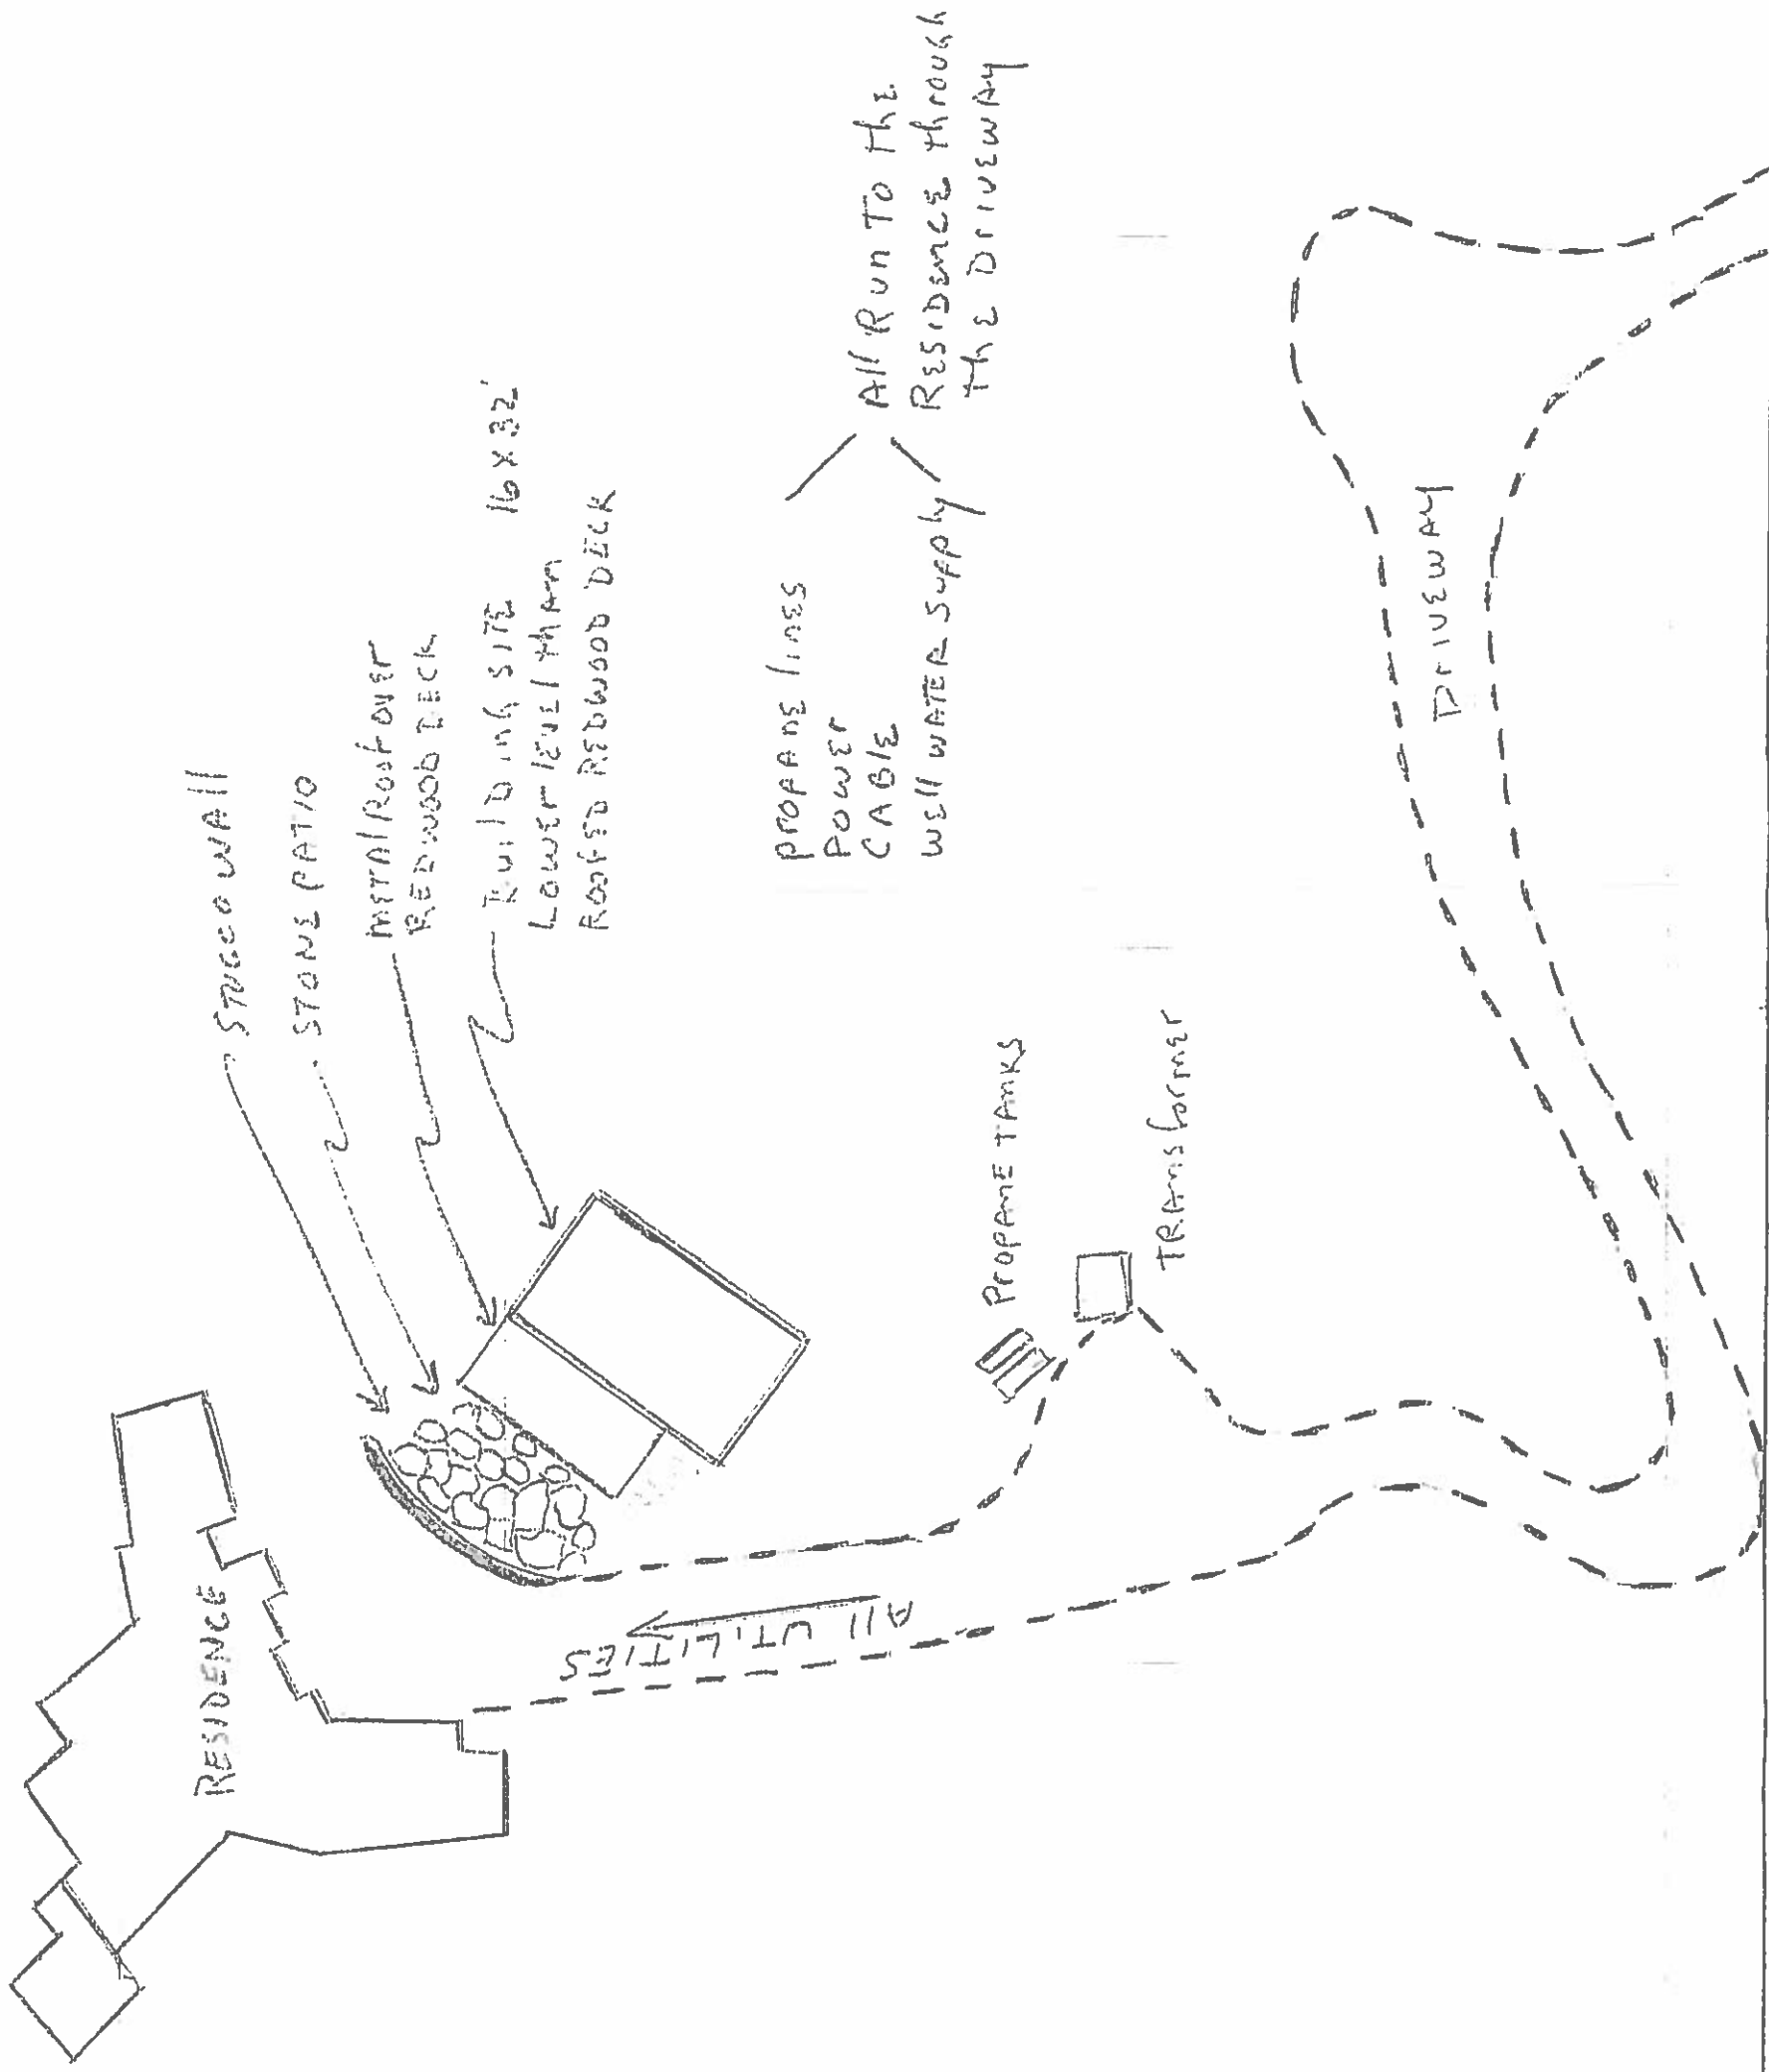 STUCCO WALL
STONE PATIO
METAL Roof over
REDWOOD DECK
BuilDinG SITE 16 x 32'
Lower level than
Roofed REDWOOD DECK
propane lines
Power
CABlE
well WATER Supply
All Run To the
RESIDENCE through
the Driveway
RESIDENCE
All UTILITIES
PROPANE TANKS
TRAnsformer
Driveway